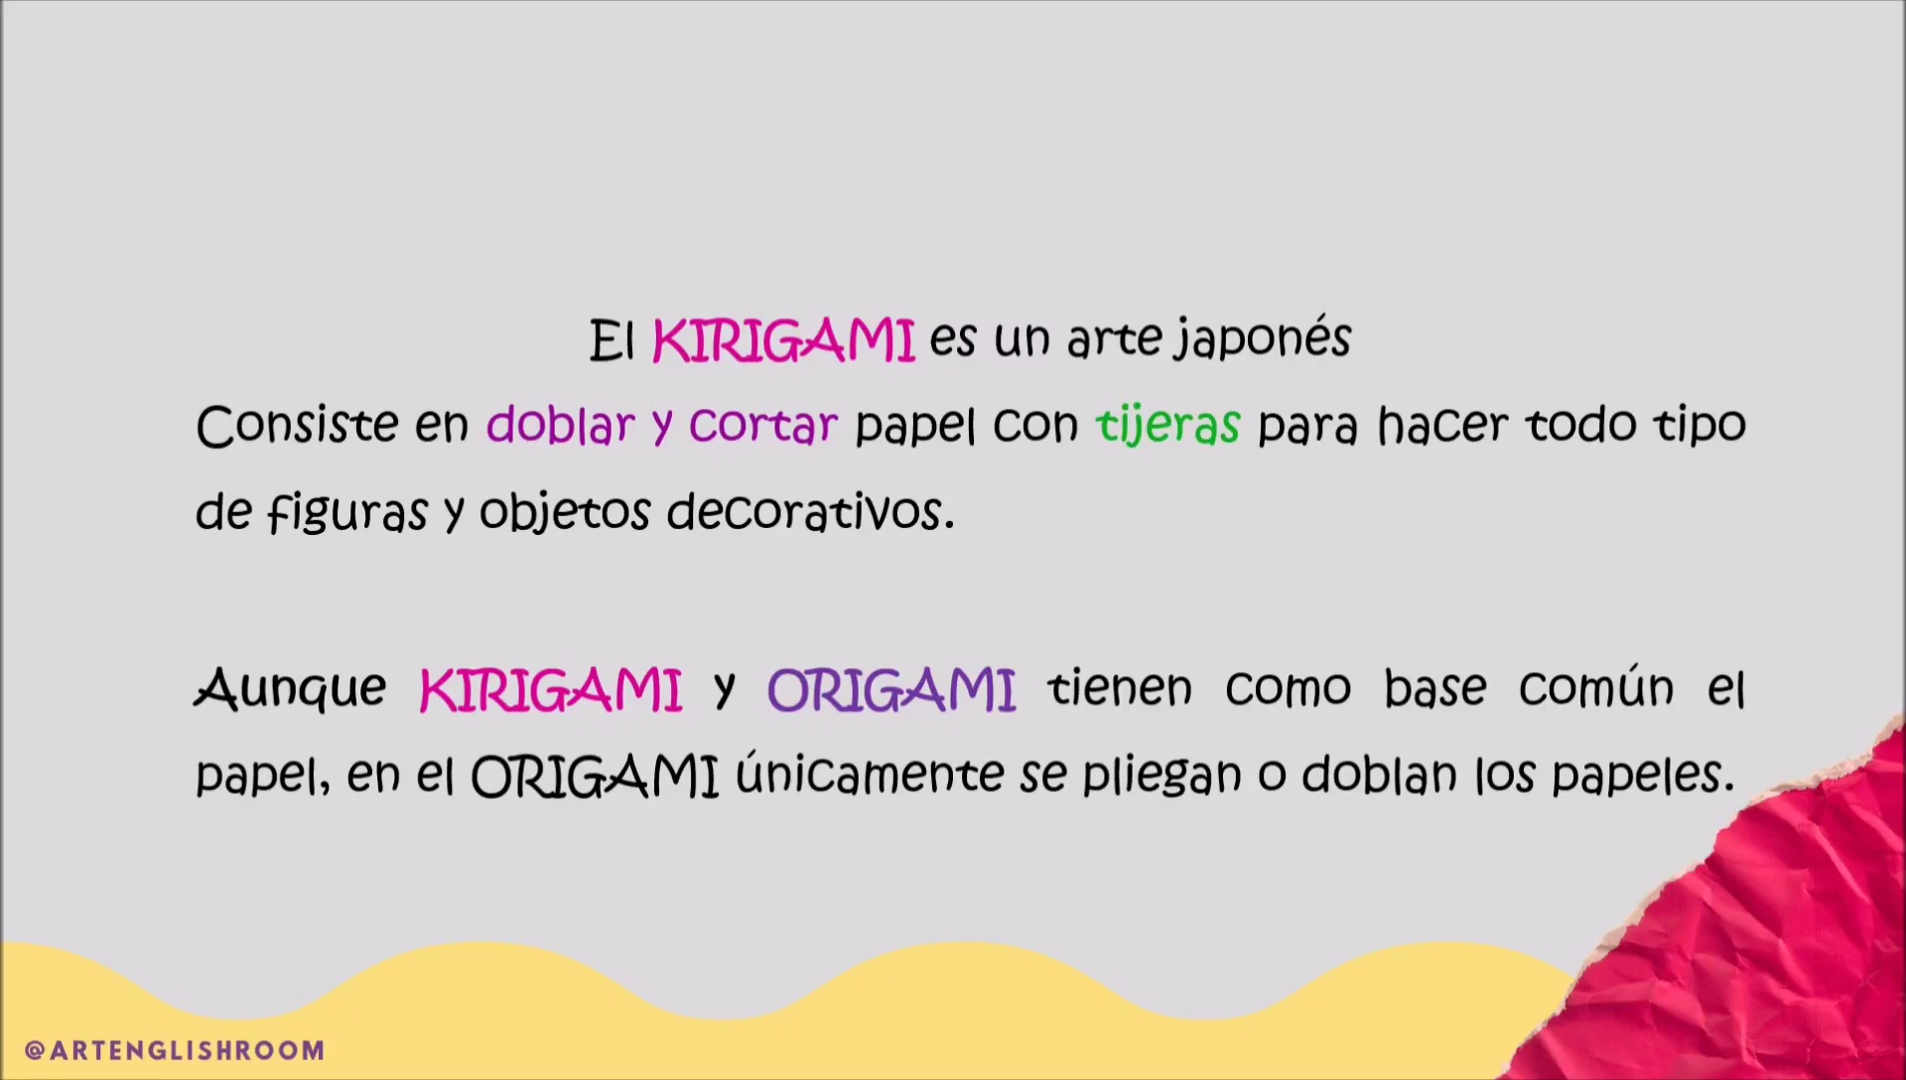 El KIRIGAMI es un arte japonés
Consiste en doblar y cortar papel con tijeras para hacer todo tipo
de figuras y objetos decorativos.
Aunque KIRIGAMI y ORIGAMI tienen como base común el
papel, en el ORIGAMI únicamente se pliegan o doblan los papeles.
@ARTENGLISHROOM